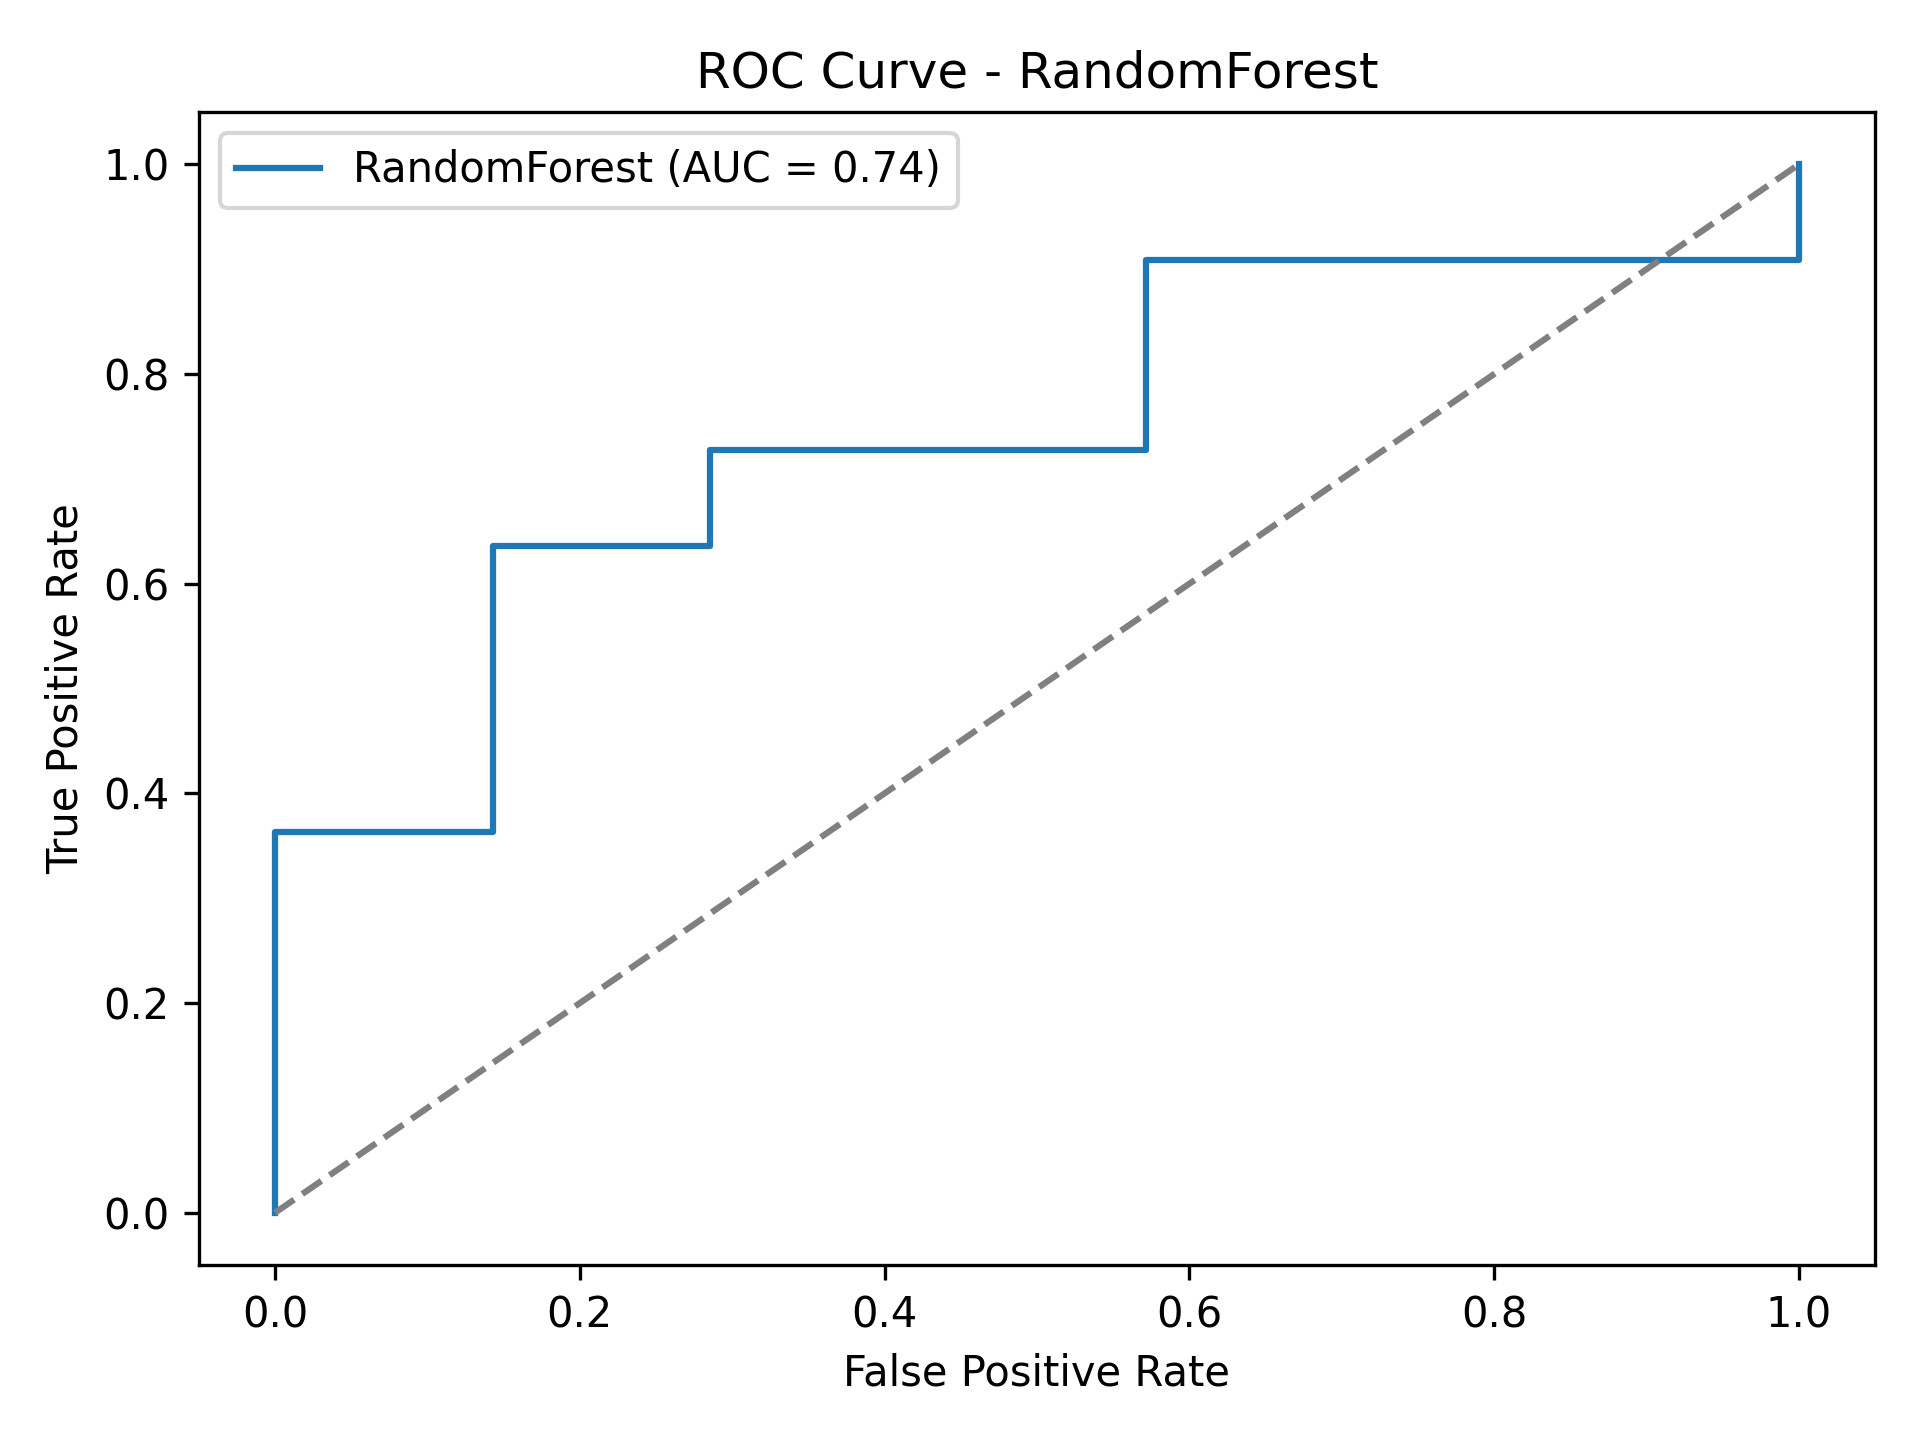 ROC Curve - RandomForest
RandomForest (AUC = 0.74)
True Positive Rate
1.0
0.8
0.6
0.4
0.2
0.0
0.0 0.2 0.4 0.6 0.8 1.0
False Positive Rate